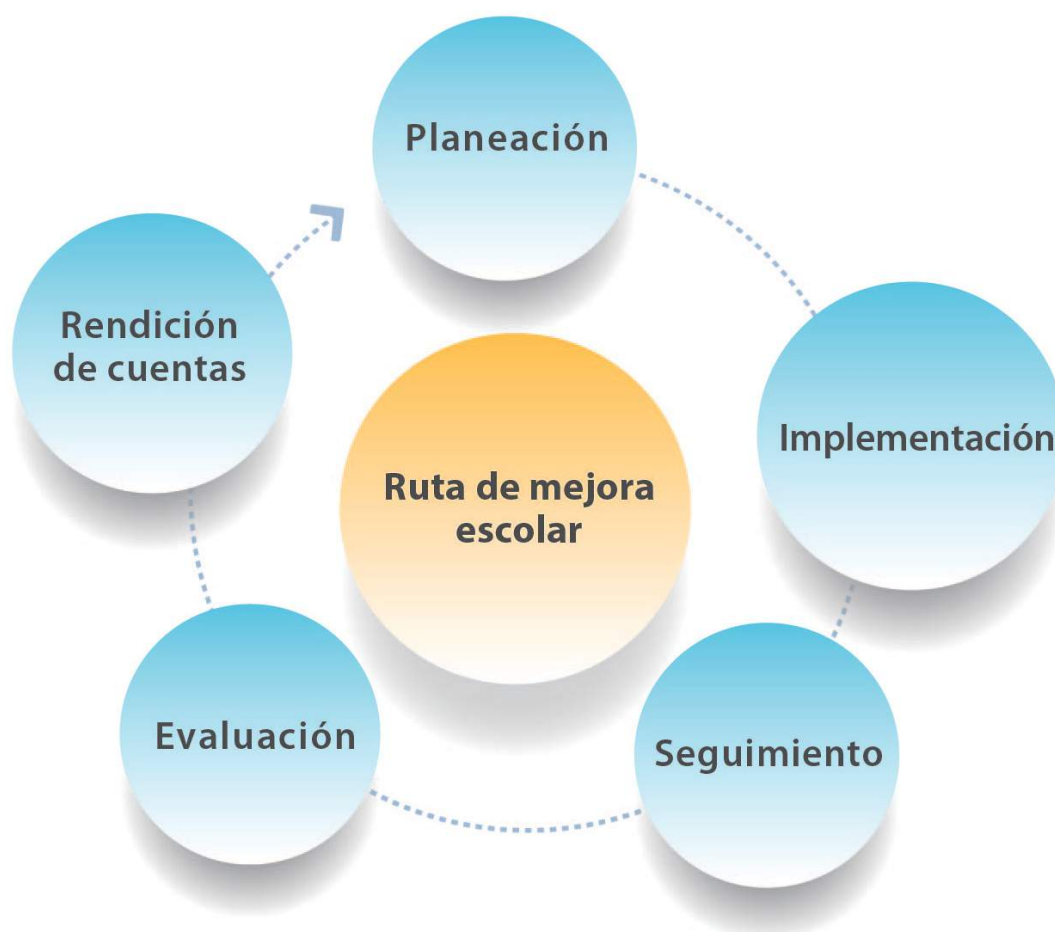 Planeación
Rendición
de cuentas
Implementación
Ruta de mejora
escolar
Evaluación
Seguimiento